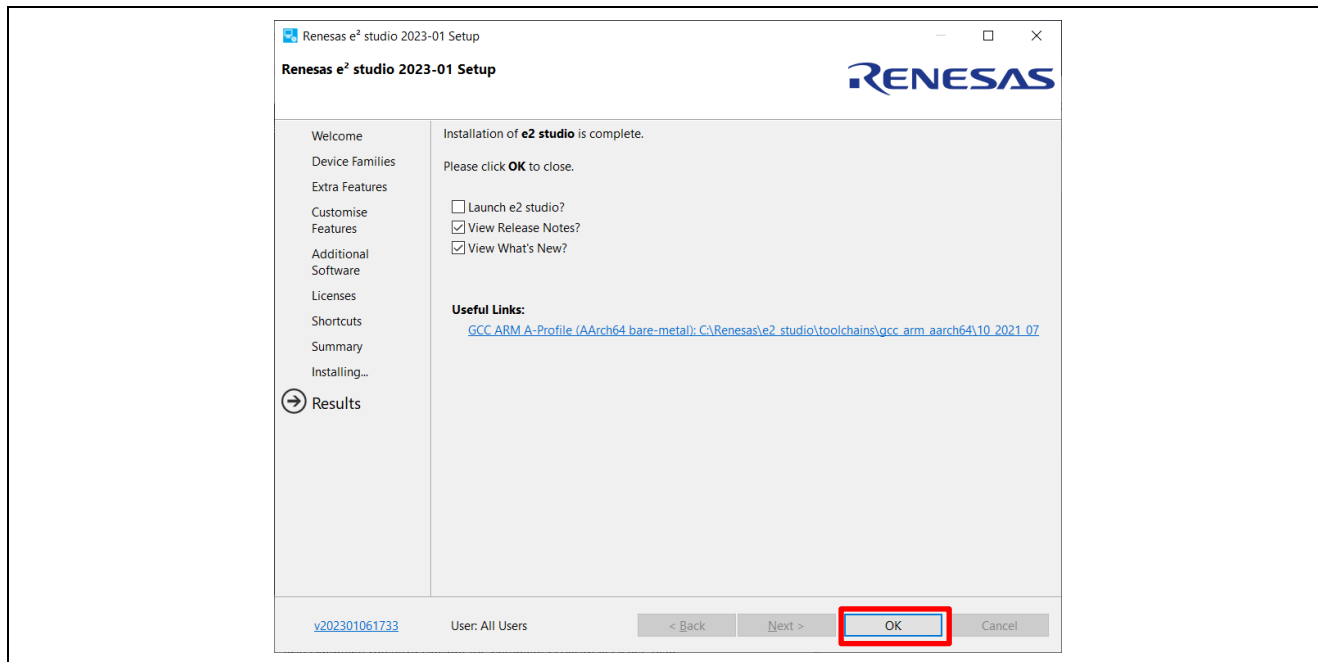 Renesas e² studio 2023-01 Setup
Renesas e² studio 2023-01 Setup
RENESAS
Welcome
Device Families
Extra Features
Customise
Features
Additional
Software
Licenses
Shortcuts
Summary
Installing...
Results
Installation of e2 studio is complete.
Please click OK to close.
Launch e2 studio?
View Release Notes?
View What's New?
Useful Links:
GCC ARM A-Profile (AArch64 bare-metal): C:\Renesas\e2_studio\toolchains\gcc_arm_aarch64\10_2021_07
v202301061733
User: All Users
< Back
Next >
OK
Cancel